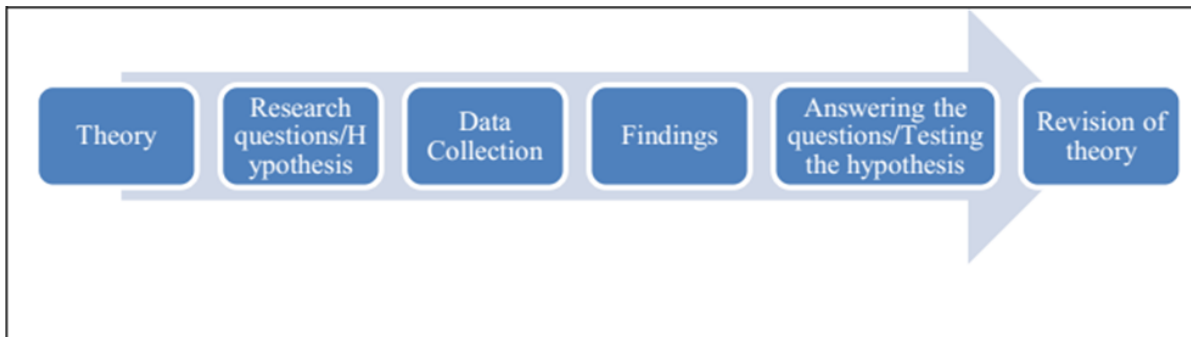 Theory
Research
questions/H
ypothesis
Data
Collection
Findings
Answering the
questions/Testing
the hypothesis
Revision of
theory